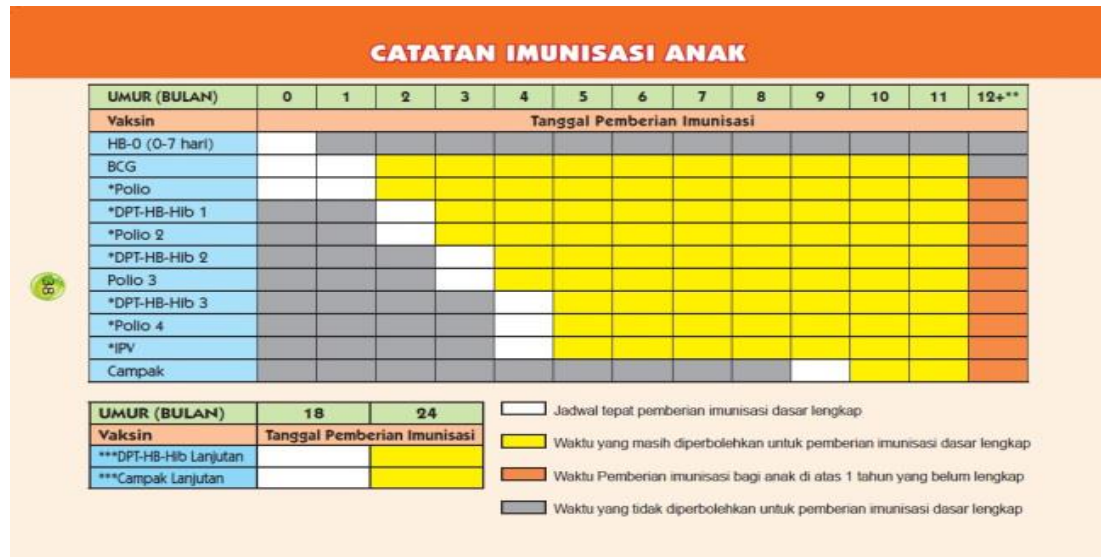 CATATAN IMUNISASI ANAK
UMUR (BULAN) 0 1 2 3 4 5 6 7 8 9 10 11 12+**
Vaksin Tanggal Pemberian Imunisasi
HB-0 (0-7 hari)
BCG
*Polio
*DPT-HB-Hib 1
*Polio 2
*DPT-HB-Hib 2
Polio 3
*DPT-HB-Hib 3
*Polio 4
*IPV
Campak
38
UMUR (BULAN) 18 24
Vaksin Tanggal Pemberian Imunisasi
***DPT-HB-Hib Lanjutan
***Campak Lanjutan
Jadwal tepat pemberian imunisasi dasar lengkap
Waktu yang masih diperbolehkan untuk pemberian imunisasi dasar lengkap
Waktu Pemberian imunisasi bagi anak di atas 1 tahun yang belum lengkap
Waktu yang tidak diperbolehkan untuk pemberian imunisasi dasar lengkap